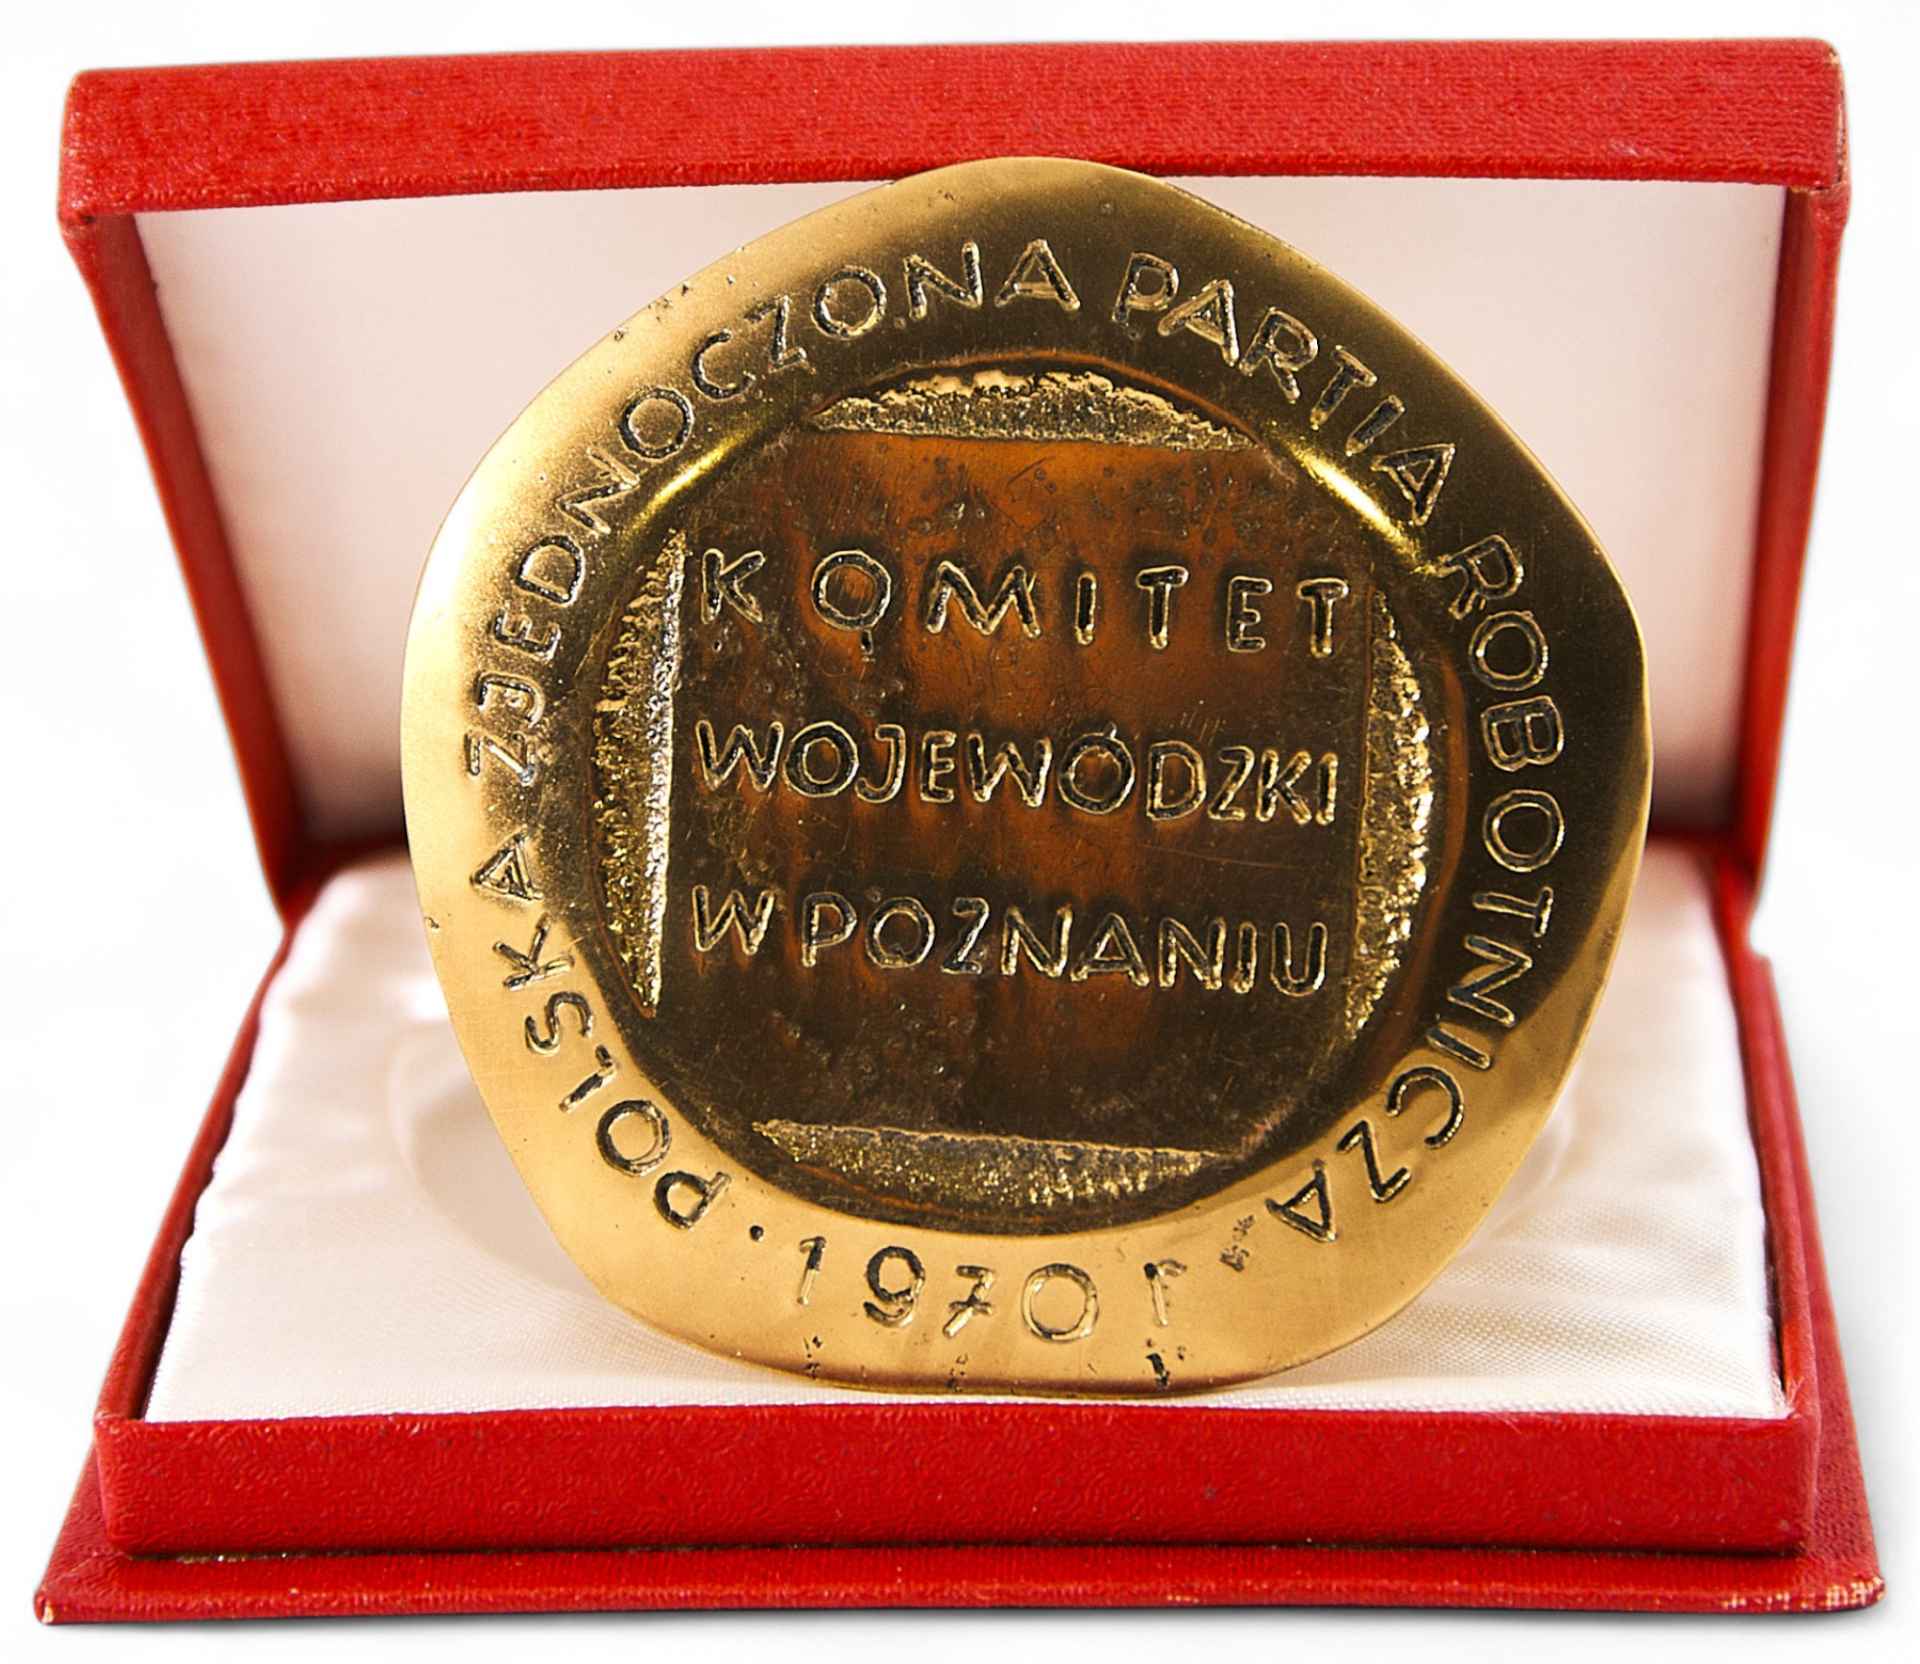 POLSKA ZJEDNOCZONA PARTIA ROBOTNICZA
KOMITET
WOJEWÓDZKI
W POZNANIU
· 1970 r ·